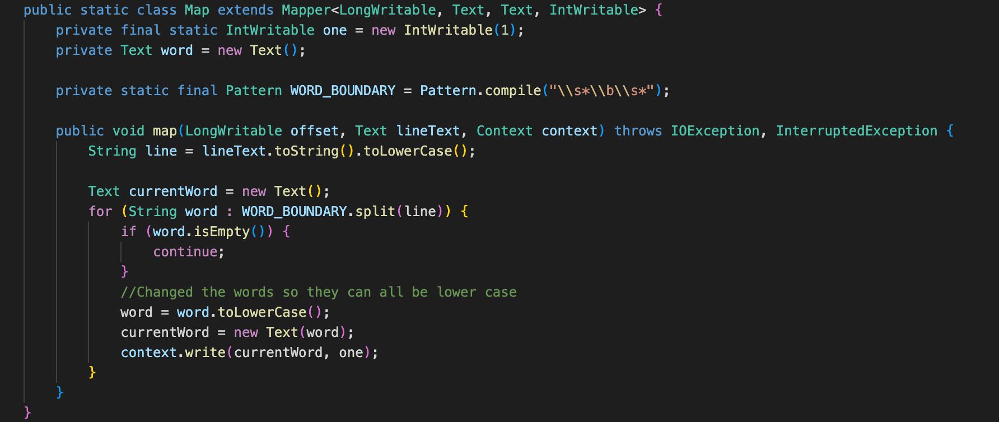 public static class Map extends Mapper<LongWritable, Text, Text, IntWritable> {
    private final static IntWritable one = new IntWritable(1);
    private Text word = new Text();

    private static final Pattern WORD_BOUNDARY = Pattern.compile("\\s*\\b\\s*");

    public void map(LongWritable offset, Text lineText, Context context) throws IOException, InterruptedException {
        String line = lineText.toString().toLowerCase();

        Text currentWord = new Text();
        for (String word : WORD_BOUNDARY.split(line)) {
            if (word.isEmpty()) {
                continue;
            }
            //Changed the words so they can all be lower case
            word = word.toLowerCase();
            currentWord = new Text(word);
            context.write(currentWord, one);
        }
    }
}